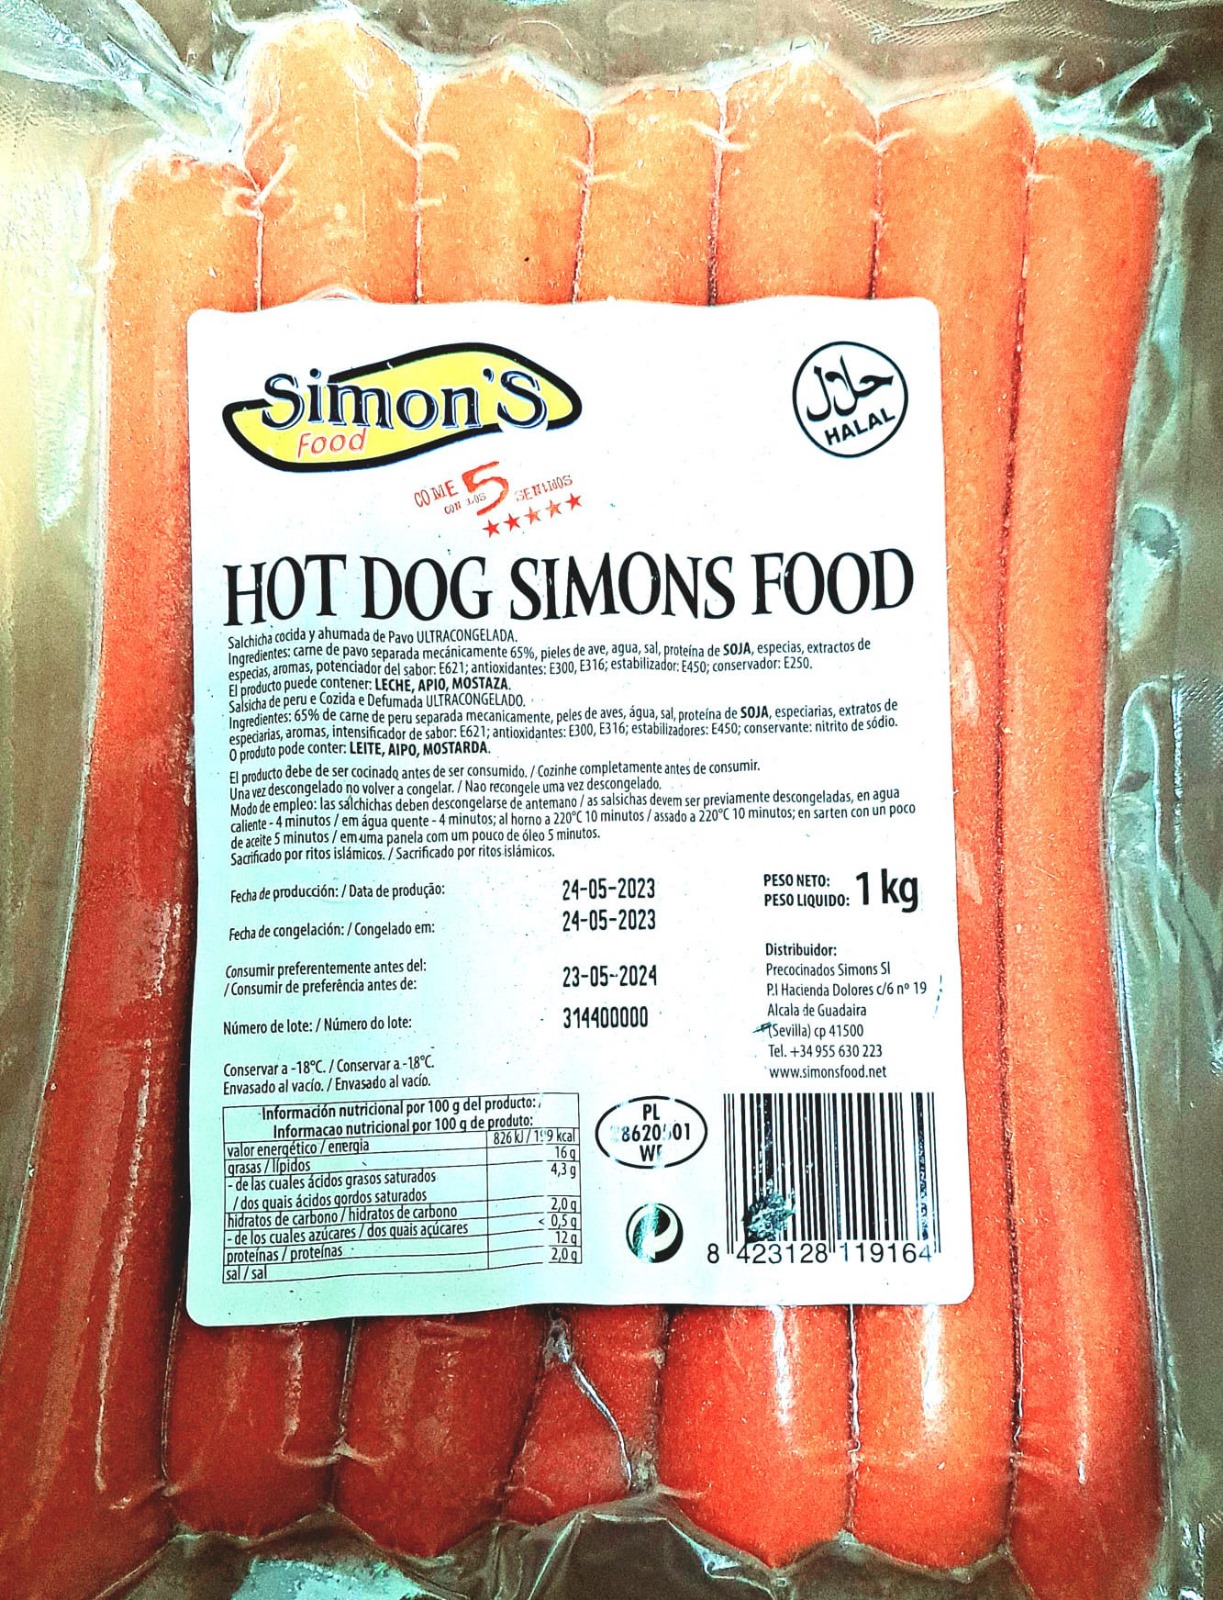 Simon'S
Food
COME CON LOS 5 SENTIDOS
حلال
HALAL
HOT DOG SIMONS FOOD
Salchicha cocida y ahumada de Pavo ULTRACONGELADA.
Ingredientes: carne de pavo separada mecánicamente 65%, pieles de ave, agua, sal, proteína de SOJA, especias, extractos de
especias, aromas, potenciador del sabor: E621; antioxidantes: E300, E316; estabilizador: E450; conservador: E250.
El producto puede contener: LECHE, APIO, MOSTAZA.
Salsicha de peru e Cozida e Defumada ULTRACONGELADO.
Ingredientes: 65% de carne de peru separada mecanicamente, peles de aves, água, sal, proteína de SOJA, especiarias, extratos de
especiarias, aromas, intensificador de sabor: E621; antioxidantes: E300, E316; estabilizadores: E450; conservante: nitrito de sódio.
O produto pode conter: LEITE, AIPO, MOSTARDA.
El producto debe de ser cocinado antes de ser consumido. / Cozinhe completamente antes de consumir.
Una vez descongelado no volver a congelar. / Nao recongele uma vez descongelado.
Modo de empleo: las salchichas deben descongelarse de antemano / as salsichas devem ser previamente descongeladas, en agua
caliente - 4 minutos / em água quente - 4 minutos; al horno a 220°C 10 minutos / assado a 220°C 10 minutos; en sarten con un poco
de aceite 5 minutos / em uma panela com um pouco de óleo 5 minutos.
Sacrificado por ritos islámicos. / Sacrificado por ritos islâmicos.
Fecha de producción: / Data de produção: 24-05-2023
Fecha de congelación: / Congelado em: 24-05-2023
Consumir preferentemente antes del:
/ Consumir de preferência antes de: 23-05-2024
Número de lote: / Número do lote: 314400000
Conservar a -18°C. / Conservar a -18°C.
Envasado al vacío. / Envasado al vacío.
PESO NETO:
PESO LIQUIDO: 1 kg
Distribuidor:
Precocinados Simons Sl
P.I Hacienda Dolores c/6 nº 19
Alcala de Guadaira
(Sevilla) cp 41500
Tel. +34 955 630 223
www.simonsfood.net
Información nutricional por 100 g del producto:
Informacao nutricional por 100 g de produto:
valor energético / energia 826 kJ / kcal
grasas / lípidos 16 g
- de las cuales ácidos grasos saturados 4,3 g
/ dos quais ácidos gordos saturados
hidratos de carbono / hidratos de carbono 2,0 g
- de los cuales azúcares / dos quais açúcares < 0,5 g
proteínas / proteínas 12 g
sal / sal 2,0 g
PL
8 423128 119164